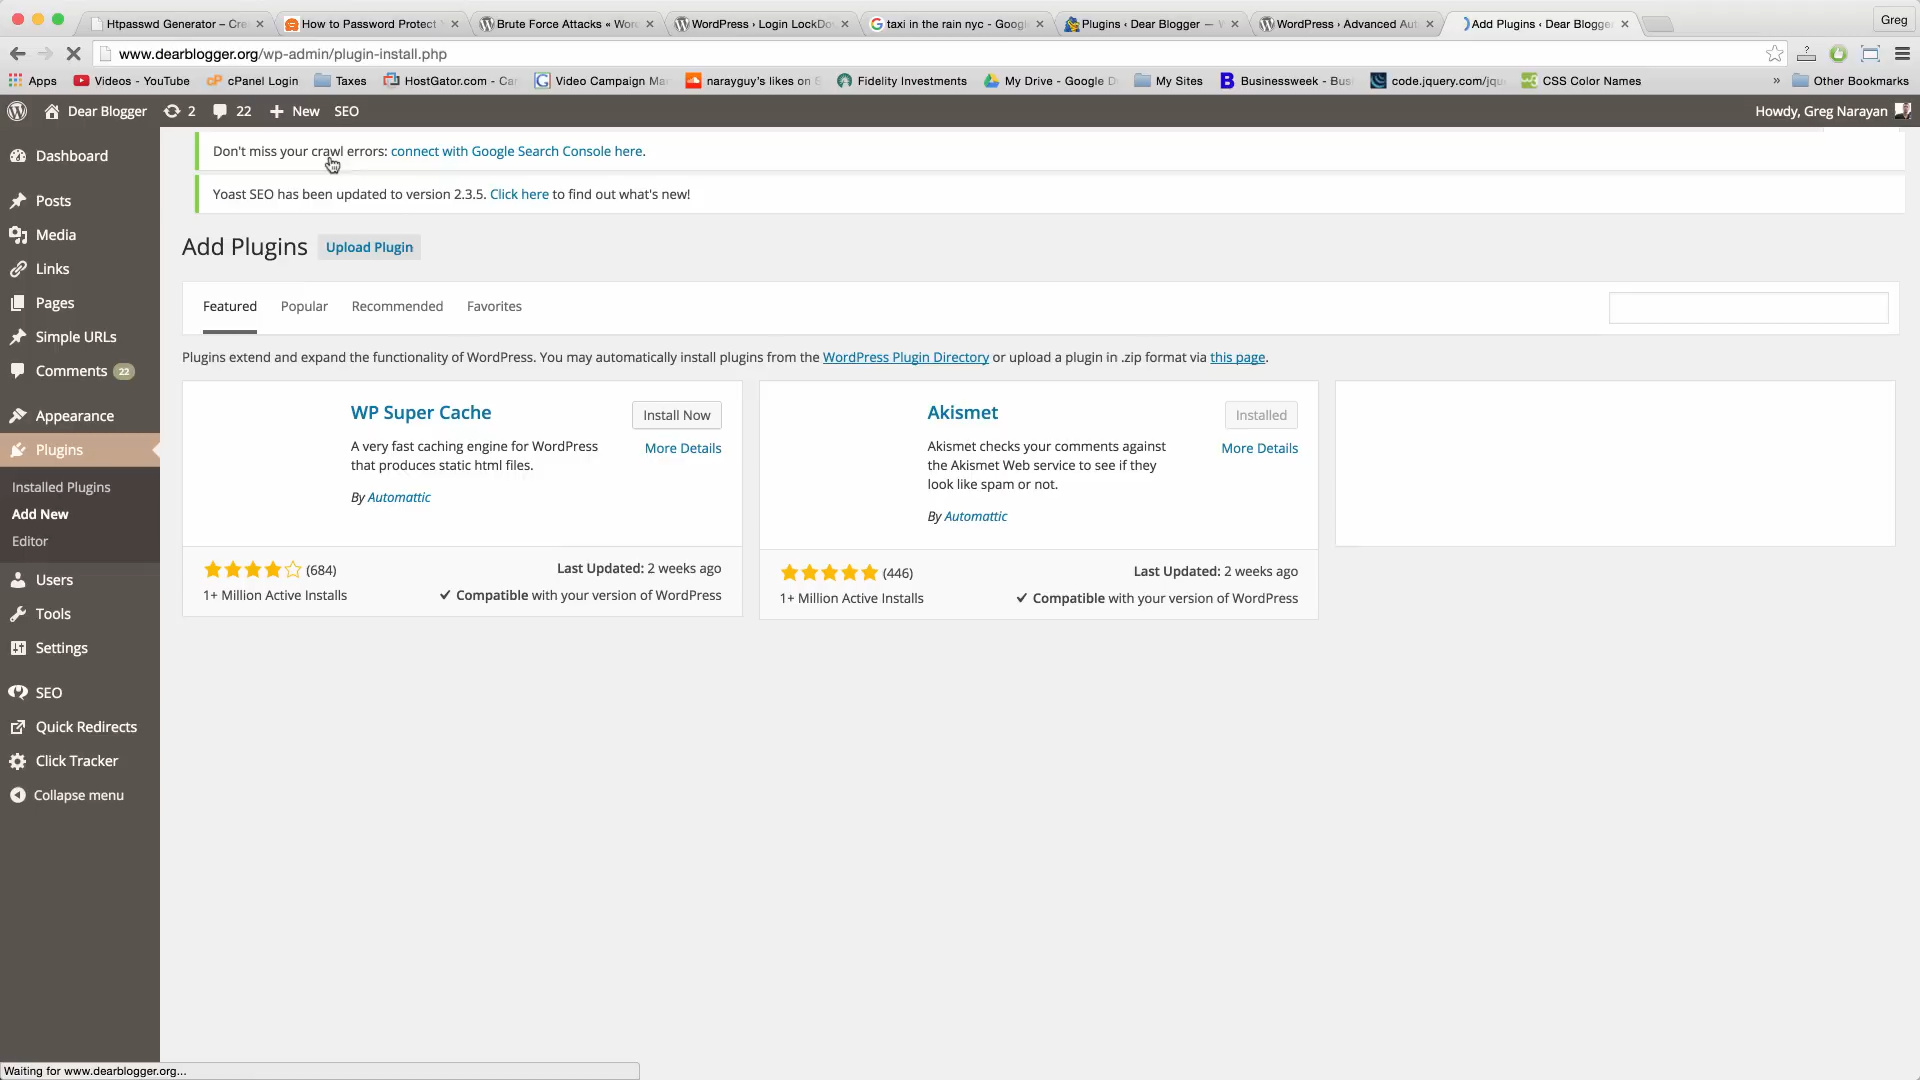 Htpasswd Generator – Cre
How to Password Protect
Brute Force Attacks « Wor
WordPress › Login LockDo
taxi in the rain nyc - Googl
Plugins ‹ Dear Blogger — W
WordPress › Advanced Aut
Add Plugins ‹ Dear Blogger
Greg
www.dearblogger.org/wp-admin/plugin-install.php
Apps
Videos - YouTube
cPanel Login
Taxes
HostGator.com - Ca
Video Campaign Ma
narayguy's likes on
Fidelity Investments
My Drive - Google D
My Sites
Businessweek - Bus
code.jquery.com/jqu
CSS Color Names
»
Other Bookmarks
Dear Blogger
2
22
New
SEO
Howdy, Greg Narayan
Dashboard
Posts
Media
Links
Pages
Simple URLs
Comments 22
Appearance
Plugins
Installed Plugins
Add New
Editor
Users
Tools
Settings
SEO
Quick Redirects
Click Tracker
Collapse menu
Don't miss your crawl errors: connect with Google Search Console here.
Yoast SEO has been updated to version 2.3.5. Click here to find out what's new!
Add Plugins Upload Plugin
Featured Popular Recommended Favorites
Plugins extend and expand the functionality of WordPress. You may automatically install plugins from the WordPress Plugin Directory or upload a plugin in .zip format via this page.
WP Super Cache
Install Now
More Details
A very fast caching engine for WordPress
that produces static html files.
By Automattic
(684)
Last Updated: 2 weeks ago
1+ Million Active Installs
Compatible with your version of WordPress
Akismet
Installed
More Details
Akismet checks your comments against
the Akismet Web service to see if they
look like spam or not.
By Automattic
(446)
Last Updated: 2 weeks ago
1+ Million Active Installs
Compatible with your version of WordPress
Waiting for www.dearblogger.org...